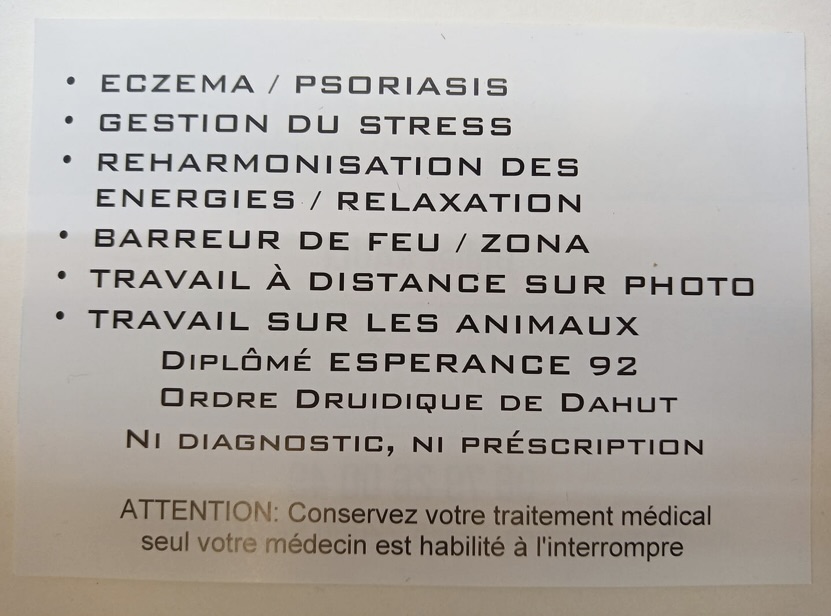 • ECZEMA / PSORIASIS
• GESTION DU STRESS
• REHARMONISATION DES
ENERGIES / RELAXATION
• BARREUR DE FEU / ZONA
• TRAVAIL À DISTANCE SUR PHOTO
• TRAVAIL SUR LES ANIMAUX
DIPLÔMÉ ESPERANCE 92
ORDRE DRUIDIQUE DE DAHUT
NI DIAGNOSTIC, NI PRÉSCRIPTION
ATTENTION: Conservez votre traitement médical
seul votre médecin est habilité à l'interrompre